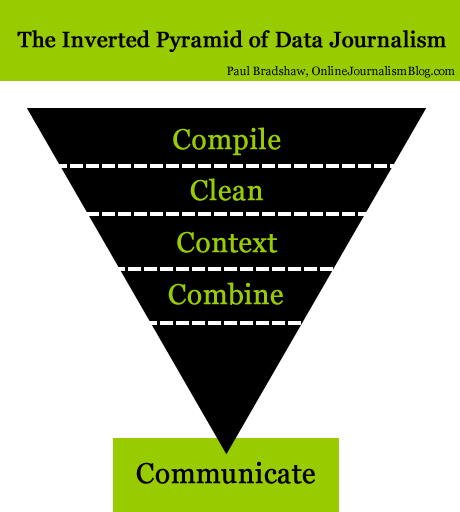 The Inverted Pyramid of Data Journalism
Paul Bradshaw, OnlineJournalismBlog.com
Compile
Clean
Context
Combine
Communicate